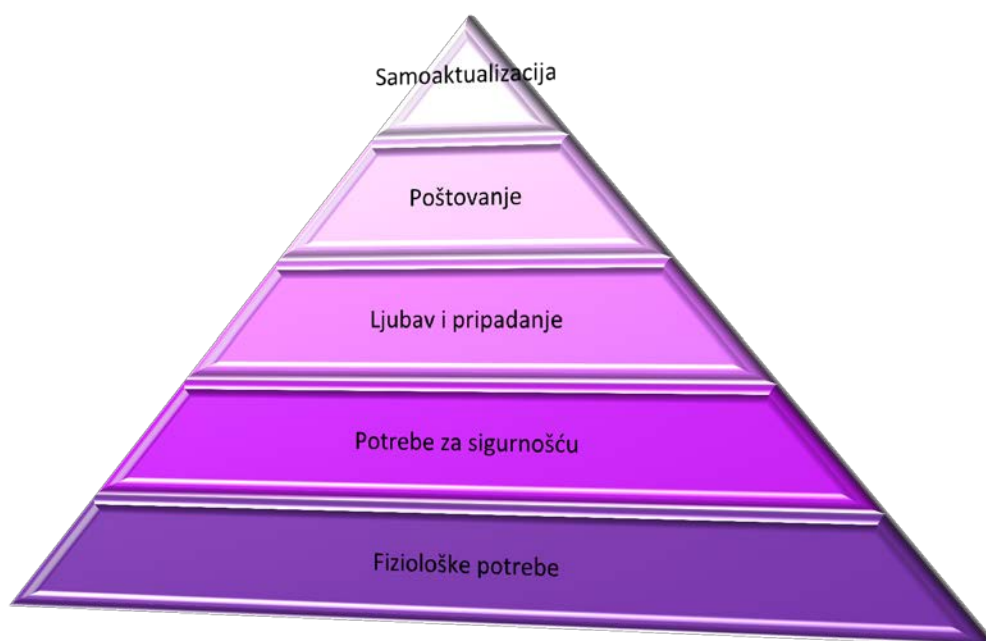 Samoaktualizacija
Poštovanje
Ljubav i pripadanje
Potrebe za sigurnošću
Fiziološke potrebe